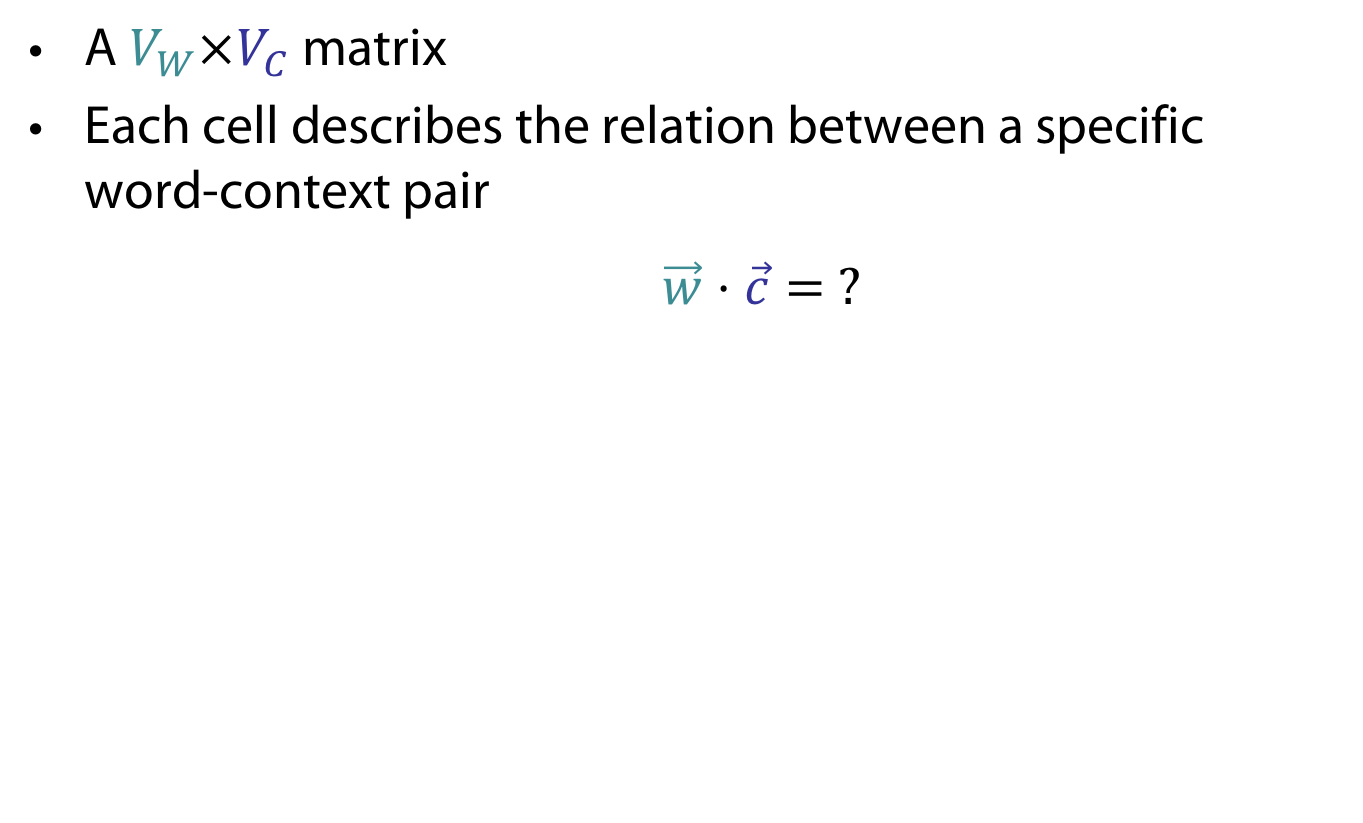 • A V_W×V_C matrix
• Each cell describes the relation between a specific
word-context pair
w⃗ · c⃗ = ?